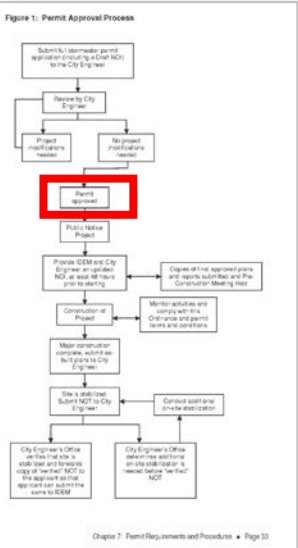 Figure 1: Permit Approval Process
Submit full stormwater permit
application (including a Draft NOI)
to the City Engineer
Review by City
Engineer
Project
modifications
needed
No project
modifications
needed
Permit
approved
Public Notice
Project
Provide IDEM and City
Engineer an updated
NOI, at least 48 hours
prior to starting
Copies of final approved plans
and reports submitted and Pre-
Construction Meeting Held
Construction of
Project
Monitor activities and
comply with this
Ordinance and permit
terms and conditions
Major construction
complete, submit as-
built plans to City
Engineer
Site is stabilized.
Submit NOT to City
Engineer
Conduct additional
on-site stabilization
City Engineer's Office
verifies that site is
stabilized and forwards
copy of "verified" NOT to
the applicant so that
applicant can submit the
same to IDEM
City Engineer's Office
determines additional
on-site stabilization is
needed before "verified"
NOT
Chapter 7: Permit Requirements and Procedures ♦ Page 33